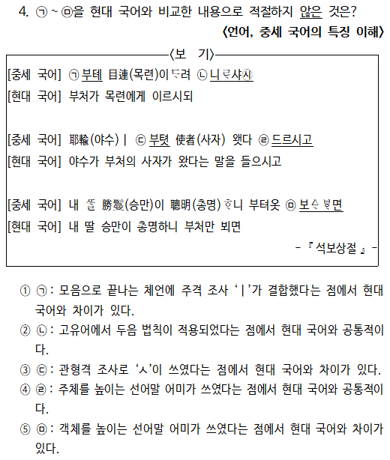 4. ㉠～㉤을 현대 국어와 비교한 내용으로 적절하지 않은 것은?
<언어, 중세 국어의 특징 이해>
<보 기>
[중세 국어] ㉠부톄 目連(목련)이ᄃᆞ려 ㉡니ᄅᆞ샤ᄃᆡ
[현대 국어] 부처가 목련에게 이르시되
[중세 국어] 耶輸(야수)ㅣ ㉢부텻 使者(사자) 왯다 ㉣드르시고
[현대 국어] 야수가 부처의 사자가 왔다는 말을 들으시고
[중세 국어] 내 ᄯᆞᆯ 勝鬘(승만)이 聰明(총명)ᄒᆞ니 부텨옷 ㉤보ᅀᆞᄫᆞ면
[현대 국어] 내 딸 승만이 총명하니 부처만 뵈면
-『석보상절』-
① ㉠: 모음으로 끝나는 체언에 주격 조사 ‘ㅣ’가 결합했다는 점에서 현대
국어와 차이가 있다.
② ㉡: 고유어에서 두음 법칙이 적용되었다는 점에서 현대 국어와 공통적이
다.
③ ㉢: 관형격 조사로 ‘ㅅ’이 쓰였다는 점에서 현대 국어와 차이가 있다.
④ ㉣: 주체를 높이는 선어말 어미가 쓰였다는 점에서 현대 국어와 공통적이
다.
⑤ ㉤: 객체를 높이는 선어말 어미가 쓰였다는 점에서 현대 국어와 차이가
있다.